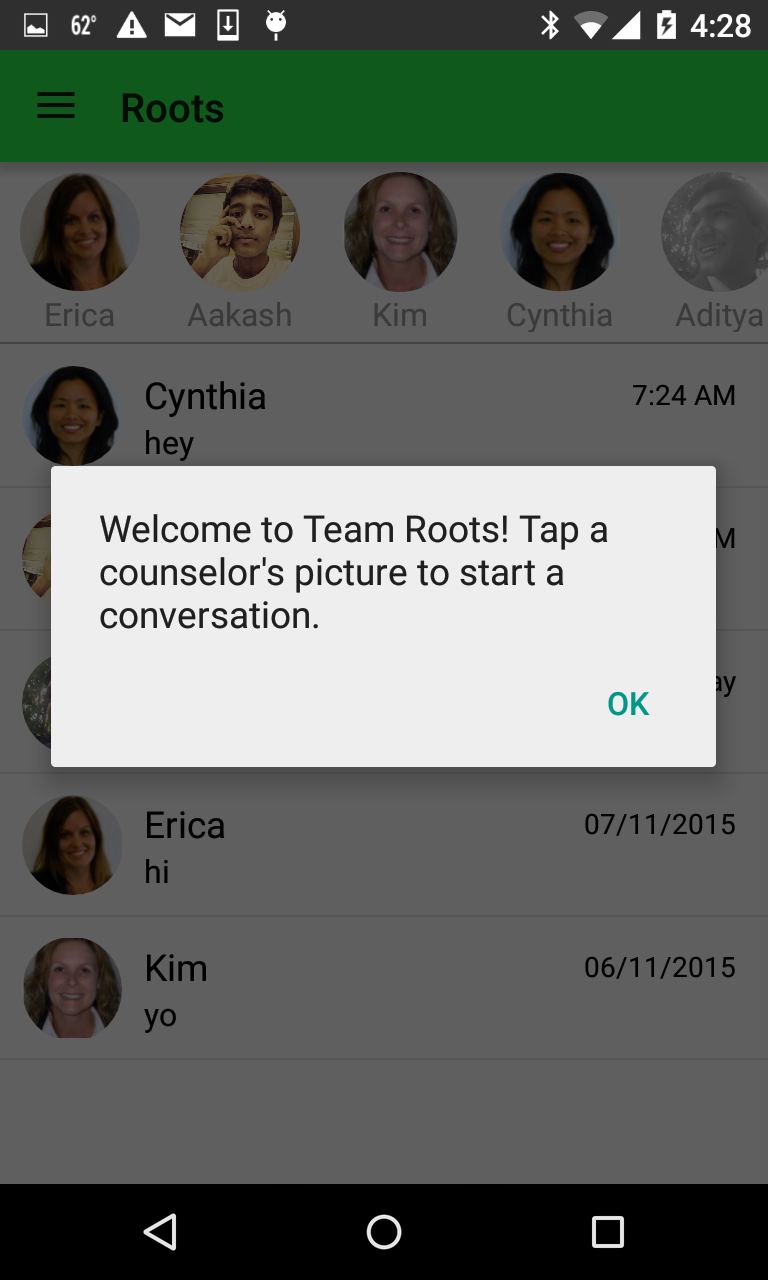 62°
4:28
Roots
Erica
Aakash
Kim
Cynthia
Aditya
Cynthia
7:24 AM
hey
Welcome to Team Roots! Tap a
counselor's picture to start a
conversation.
OK
Erica
07/11/2015
hi
Kim
06/11/2015
yo